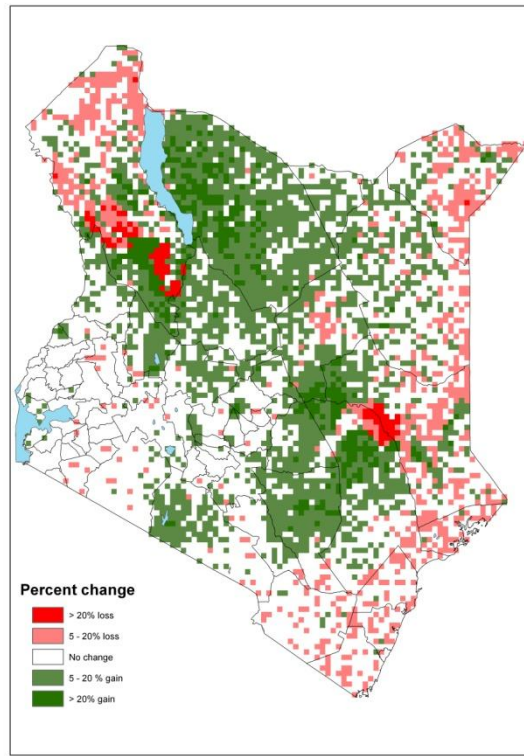 Percent change
> 20% loss
5 - 20% loss
No change
5 - 20 % gain
> 20% gain